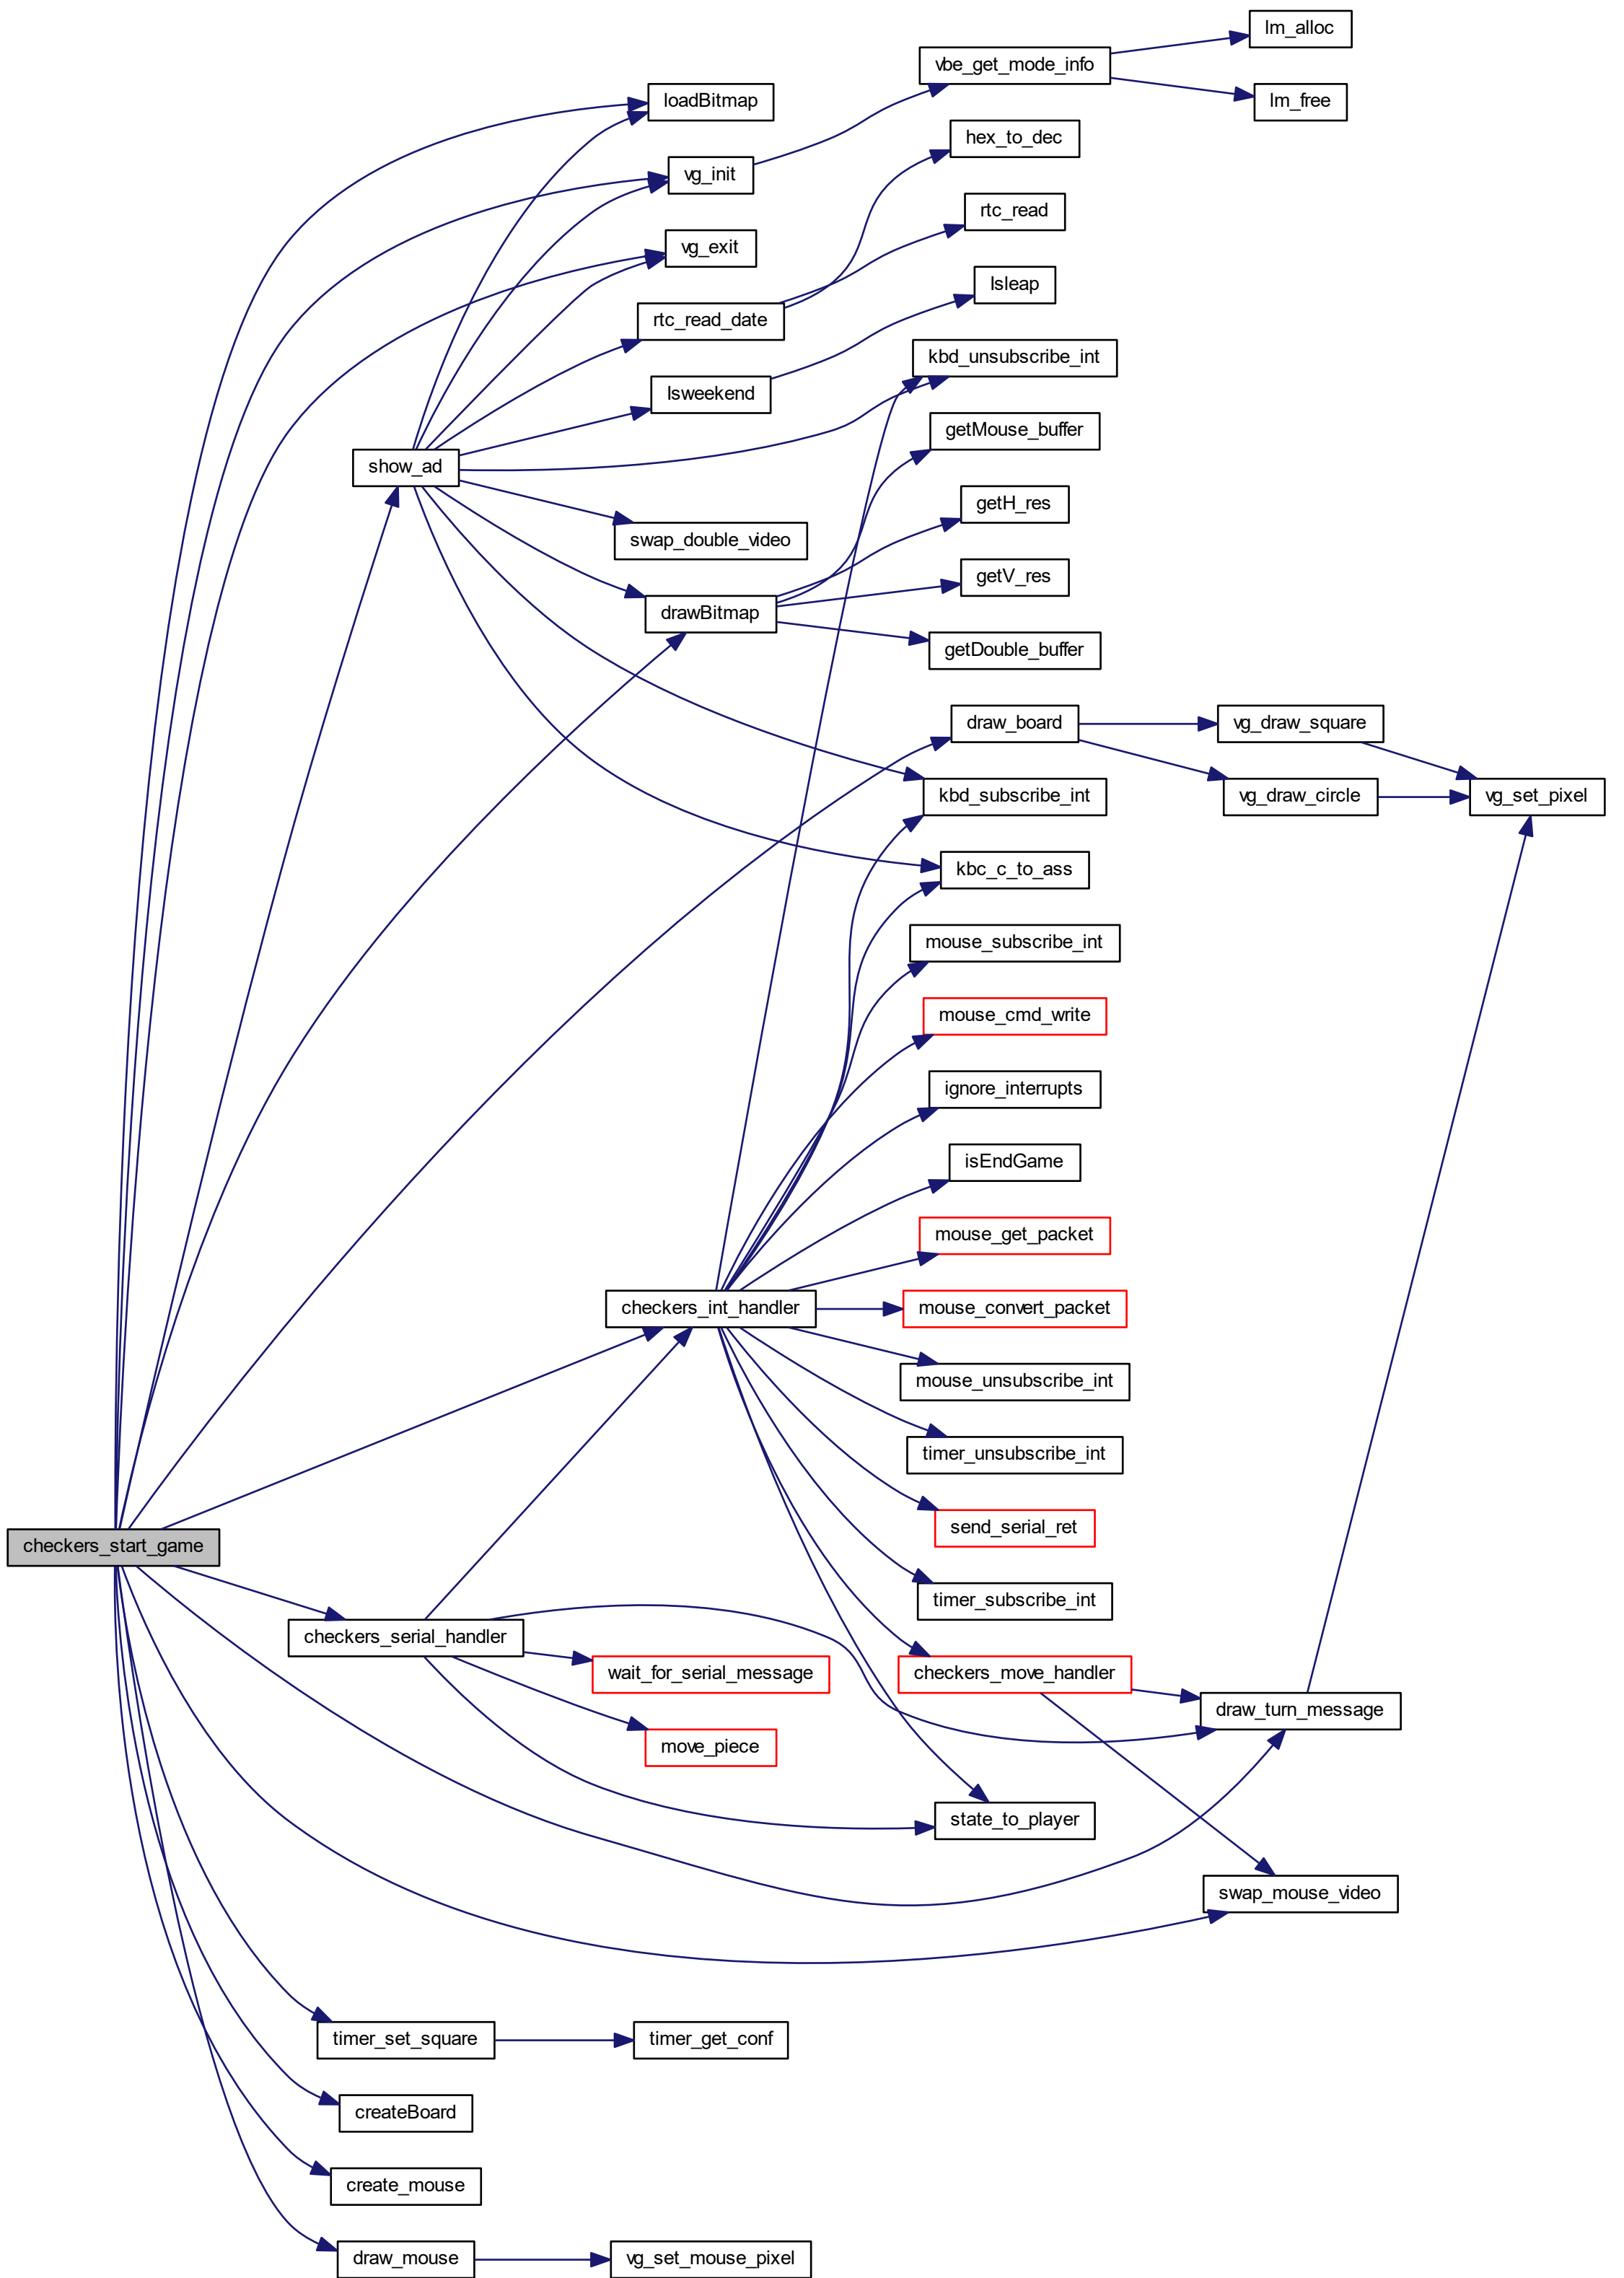 lm_alloc
vbe_get_mode_info
loadBitmap
lm_free
hex_to_dec
vg_init
rtc_read
vg_exit
Isleap
rtc_read_date
kbd_unsubscribe_int
Isweekend
getMouse_buffer
show_ad
getH_res
swap_double_video
getV_res
drawBitmap
getDouble_buffer
draw_board
vg_draw_square
kbd_subscribe_int
vg_draw_circle
vg_set_pixel
kbc_c_to_ass
mouse_subscribe_int
mouse_cmd_write
ignore_interrupts
isEndGame
mouse_get_packet
checkers_int_handler
mouse_convert_packet
mouse_unsubscribe_int
timer_unsubscribe_int
send_serial_ret
checkers_start_game
timer_subscribe_int
checkers_serial_handler
wait_for_serial_message
checkers_move_handler
draw_turn_message
move_piece
state_to_player
swap_mouse_video
timer_set_square
timer_get_conf
createBoard
create_mouse
draw_mouse
vg_set_mouse_pixel